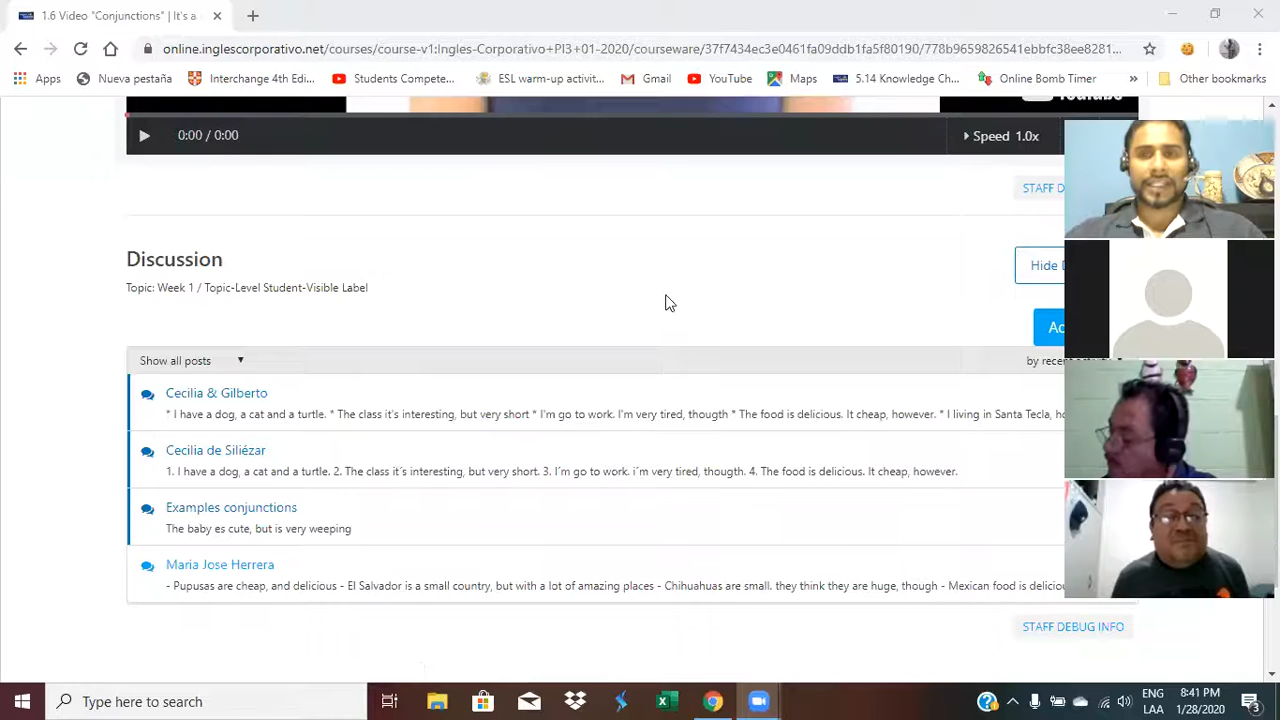 1.6 Video "Conjunctions" | It's a
online.inglescorporativo.net/courses/course-v1:Ingles-Corporativo+PI3+01-2020/courseware/37f7434ec3e0461fa09ddb1fa5f80190/778b9659826541ebbfc38ee8281...
Apps Nueva pestaña Interchange 4th Edi... Students Compete... ESL warm-up activit... Gmail YouTube Maps 5.14 Knowledge Ch... Online Bomb Timer » Other bookmarks
YouTube
0:00 / 0:00 Speed 1.0x
STAFF D
Discussion
Hide D
Topic: Week 1 / Topic-Level Student-Visible Label
Ad
Show all posts by recent activity
Cecilia & Gilberto
* I have a dog, a cat and a turtle. * The class it's interesting, but very short * I'm go to work. I'm very tired, thougth * The food is delicious. It cheap, however. * I living in Santa Tecla, ho
Cecilia de Siliézar
1. I have a dog, a cat and a turtle. 2. The class it´s interesting, but very short. 3. I´m go to work. i´m very tired, thougth. 4. The food is delicious. It cheap, however.
Examples conjunctions
The baby es cute, but is very weeping
Maria Jose Herrera
- Pupusas are cheap, and delicious - El Salvador is a small country, but with a lot of amazing places - Chihuahuas are small. they think they are huge, though - Mexican food is deliciou
STAFF DEBUG INFO
Type here to search
ENG 8:41 PM
LAA 1/28/2020
3